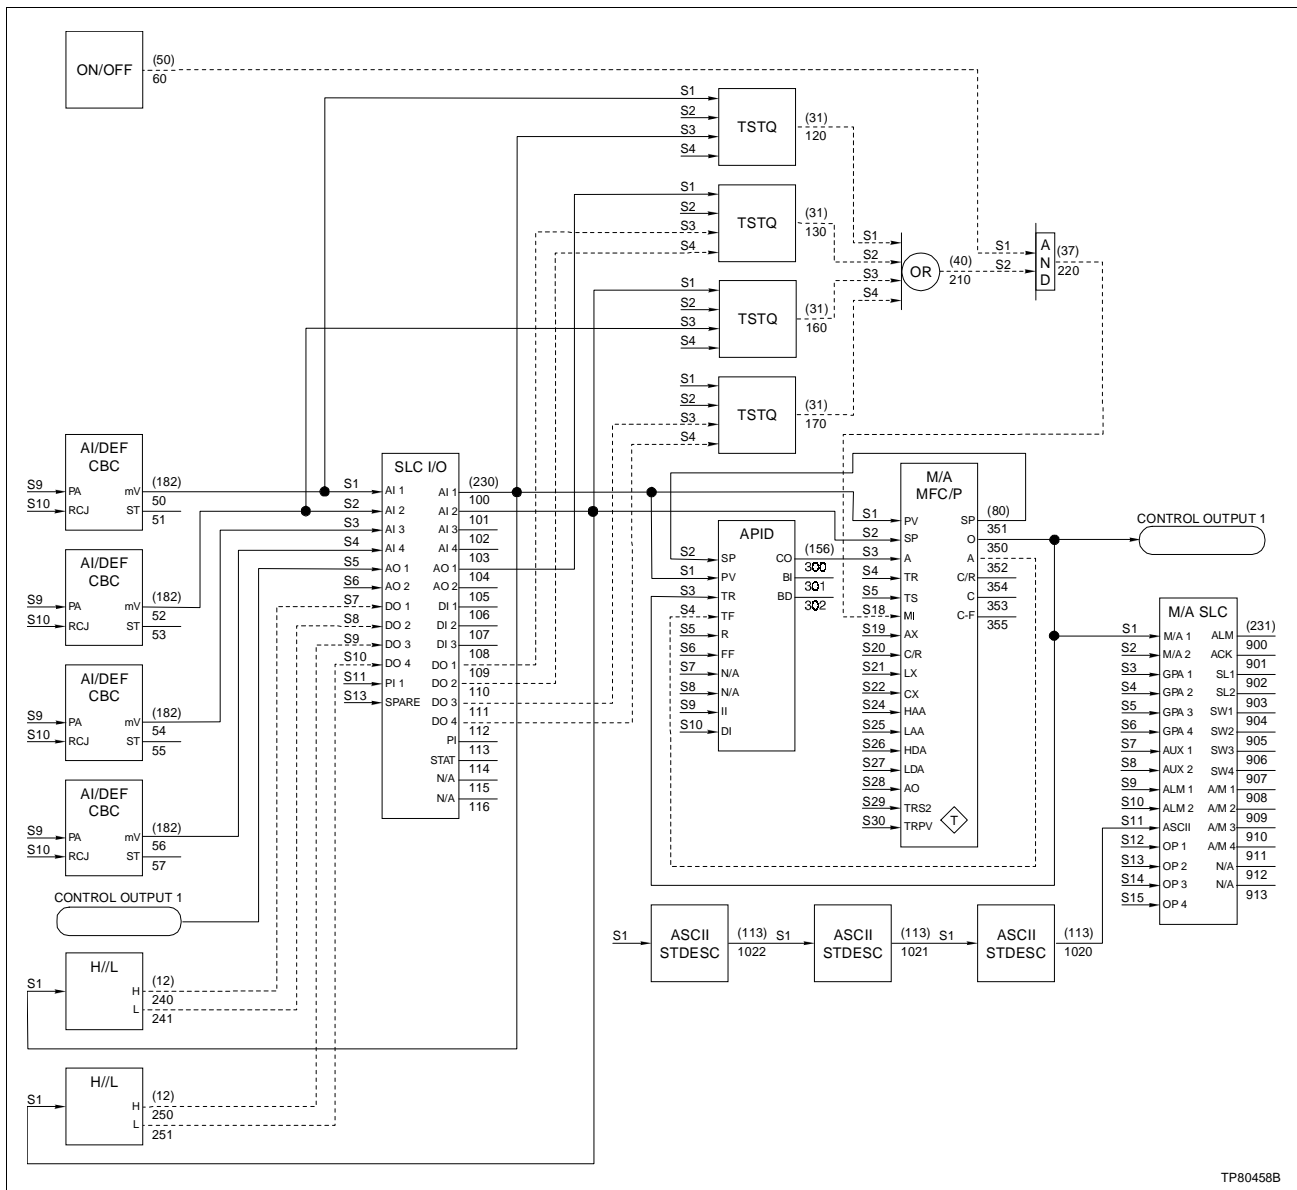 ON/OFF
(50)
60
S1
S2
S3
S4
TSTQ
(31)
120
S1
S2
S3
S4
TSTQ
(31)
130
S1
S2
S3
S4
TSTQ
(31)
160
S1
S2
S3
S4
TSTQ
(31)
170
S1
S2
S3
S4
OR
(40)
210
S1
S2
A
N
D
(37)
220
AI/DEF
CBC
S9
PA
mV
(182)
50
S10
RCJ
ST
51
AI/DEF
CBC
S9
PA
mV
(182)
52
S10
RCJ
ST
53
AI/DEF
CBC
S9
PA
mV
(182)
54
S10
RCJ
ST
55
AI/DEF
CBC
S9
PA
mV
(182)
56
S10
RCJ
ST
57
CONTROL OUTPUT 1
H//L
S1
H
(12)
240
L
241
H//L
S1
H
(12)
250
L
251
SLC I/O
S1 AI 1
S2 AI 2
S3 AI 3
S4 AI 4
S5 AO 1
S6 AO 2
S7 DO 1
S8 DO 2
S9 DO 3
S10 DO 4
S11 PI 1
S13 SPARE
AI 1 (230)
100
AI 2
101
AI 3
102
AI 4
103
AO 1
104
AO 2
105
DI 1
106
DI 2
107
DI 3
108
DO 1
109
DO 2
110
DO 3
111
DO 4
112
PI
113
STAT
114
N/A
115
N/A
116
APID
S2 SP
S1 PV
S3 TR
S4 TF
S5 R
S6 FF
S7 N/A
S8 N/A
S9 II
S10 DI
CO (156)
300
BI
301
BD
302
M/A
MFC/P
S1 PV
S2 SP
S3 A
S4 TR
S5 TS
S18 MI
S19 AX
S20 C/R
S21 LX
S22 CX
S24 HAA
S25 LAA
S26 HDA
S27 LDA
S28 AO
S29 TRS2
S30 TRPV
T
SP (80)
351
O
350
A
352
C/R
354
C
353
C-F
355
CONTROL OUTPUT 1
M/A SLC
S1 M/A 1
S2 M/A 2
S3 GPA 1
S4 GPA 2
S5 GPA 3
S6 GPA 4
S7 AUX 1
S8 AUX 2
S9 ALM 1
S10 ALM 2
S11 ASCII
S12 OP 1
S13 OP 2
S14 OP 3
S15 OP 4
ALM (231)
900
ACK
901
SL1
902
SL2
903
SW1
904
SW2
905
SW3
906
SW4
907
A/M 1
908
A/M 2
909
A/M 3
910
A/M 4
911
N/A
912
N/A
913
S1
ASCII
STDESC
(113)
1022
S1
ASCII
STDESC
(113)
1021
S1
ASCII
STDESC
(113)
1020
TP80458B